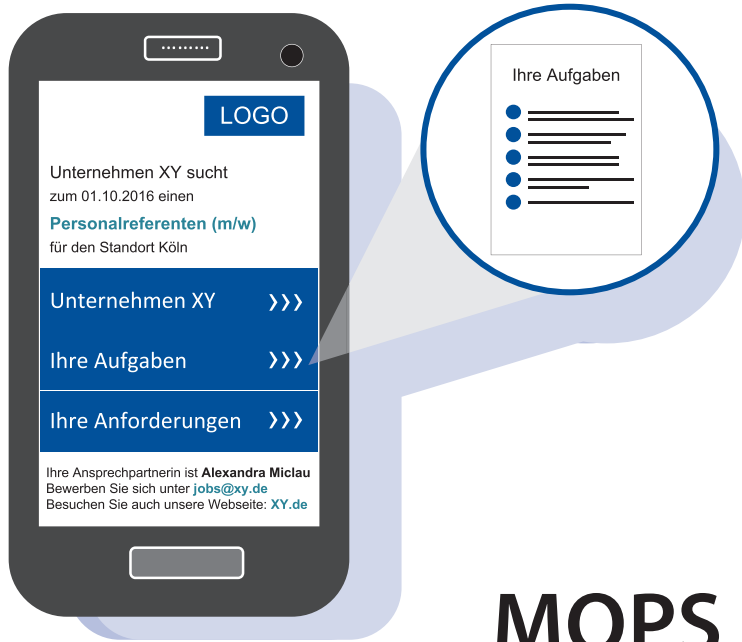 LOGO
Unternehmen XY sucht
zum 01.10.2016 einen
Personalreferenten (m/w)
für den Standort Köln
Unternehmen XY
Ihre Aufgaben
Ihre Anforderungen
Ihre Ansprechpartnerin ist Alexandra Miclau
Bewerben Sie sich unter jobs@xy.de
Besuchen Sie auch unsere Webseite: XY.de
Ihre Aufgaben
MOPS